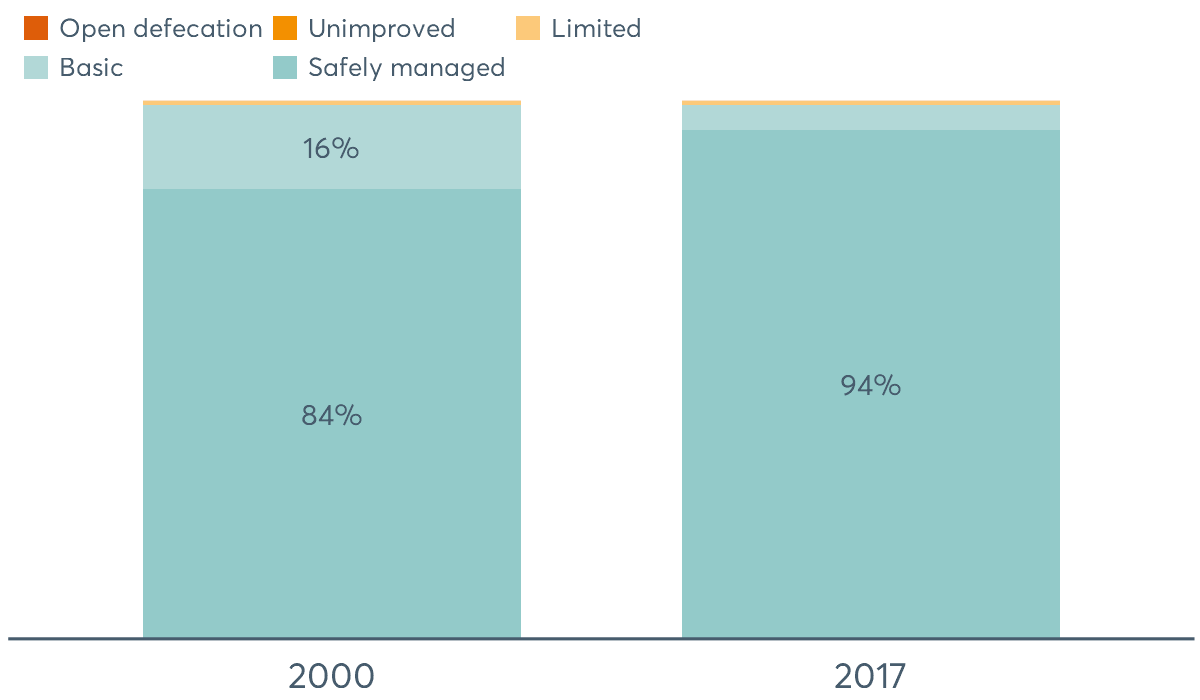 Open defecation Unimproved Limited
Basic Safely managed
16%
84%
94%
2000 2017